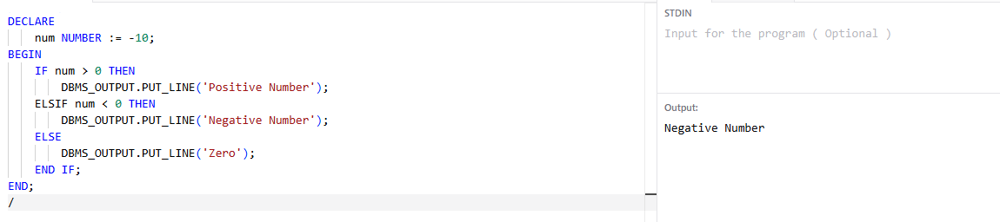 DECLARE
    num NUMBER := -10;
BEGIN
    IF num > 0 THEN
        DBMS_OUTPUT.PUT_LINE('Positive Number');
    ELSIF num < 0 THEN
        DBMS_OUTPUT.PUT_LINE('Negative Number');
    ELSE
        DBMS_OUTPUT.PUT_LINE('Zero');
    END IF;
END;
/
STDIN
Input for the program ( Optional )
Output:
Negative Number